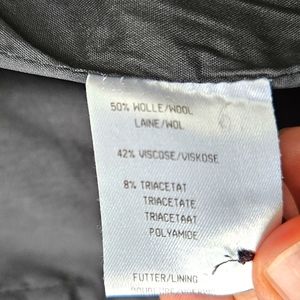 50% WOLLE/WOOL
LAINE/WOL
42% VISCOSE/VISKOSE
8% TRIACETAT
TRIACETATE
TRIACETAAT
POLYAMIDE
FUTTER/LINING